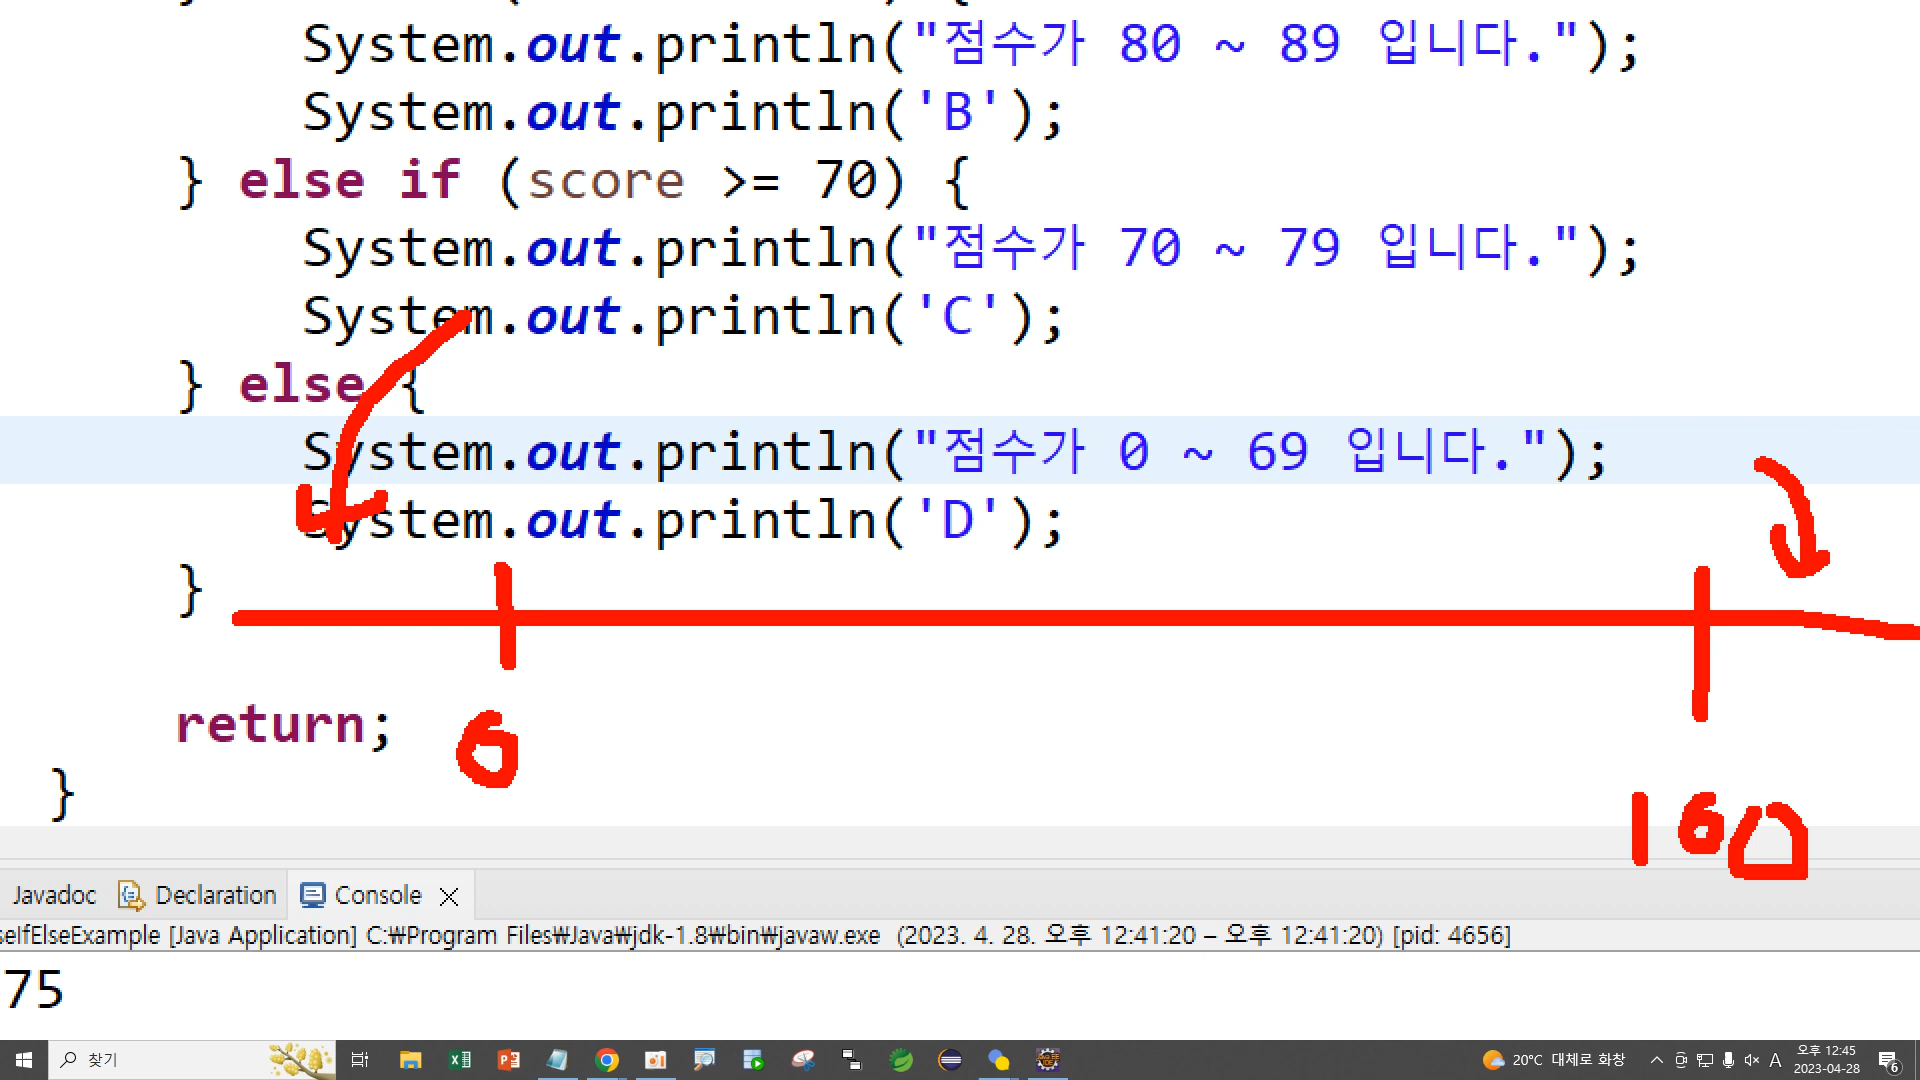 System.out.println("점수가 80 ~ 89 입니다.");
System.out.println('B');
} else if (score >= 70) {
System.out.println("점수가 70 ~ 79 입니다.");
System.out.println('C');
} else {
System.out.println("점수가 0 ~ 69 입니다.");
System.out.println('D');
}
0
100
return;
}
Javadoc Declaration Console
seIfElseExample [Java Application] C:₩Program Files₩Java₩jdk-1.8₩bin₩javaw.exe (2023. 4. 28. 오후 12:41:20 – 오후 12:41:20) [pid: 4656]
75
찾기
20°C 대체로 화창
A
오후 12:45
2023-04-28
6